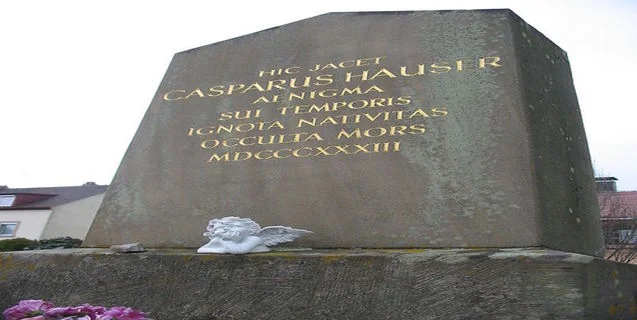 HIC JACET
CASPARUS HAUSER
AENIGMA
SUI TEMPORIS
IGNOTA NATIVITAS
OCCULTA MORS
MDCCCXXXIII